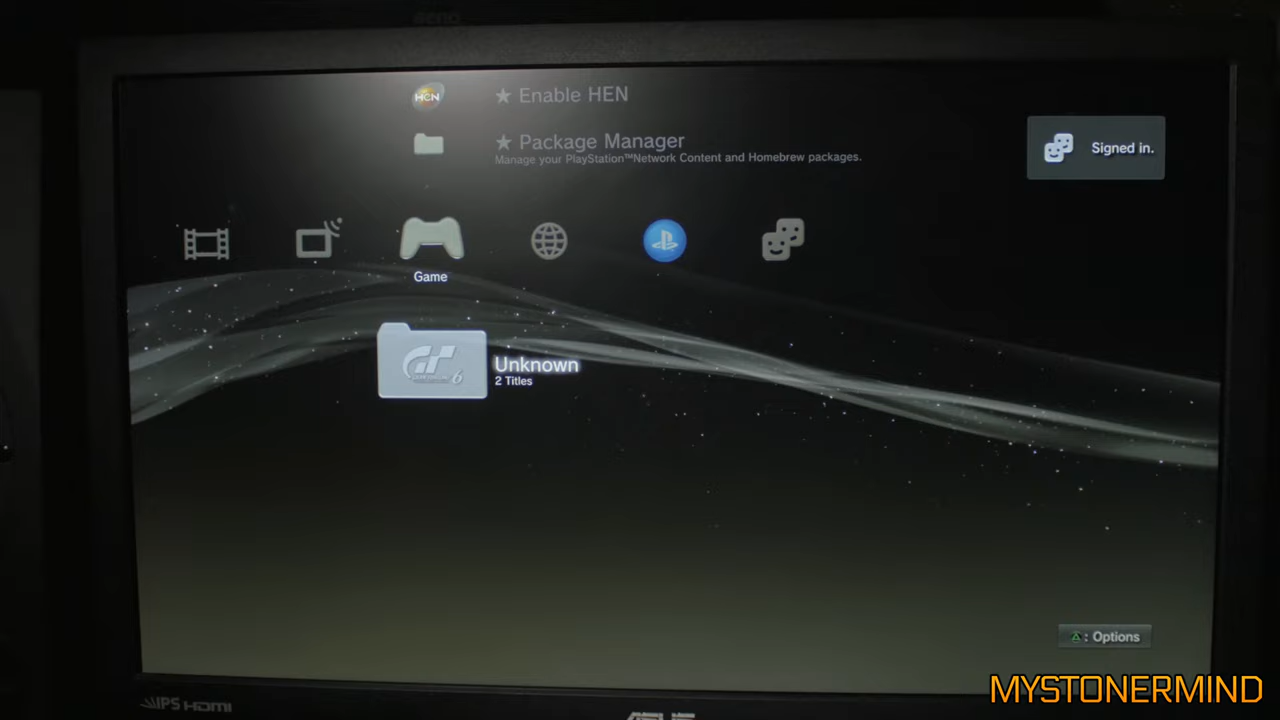 HEN
★ Enable HEN
★ Package Manager
Manage your PlayStation™Network Content and Homebrew packages.
Signed in.
Game
6
Unknown
2 Titles
: Options
IPS HDMI
MYSTONERMIND